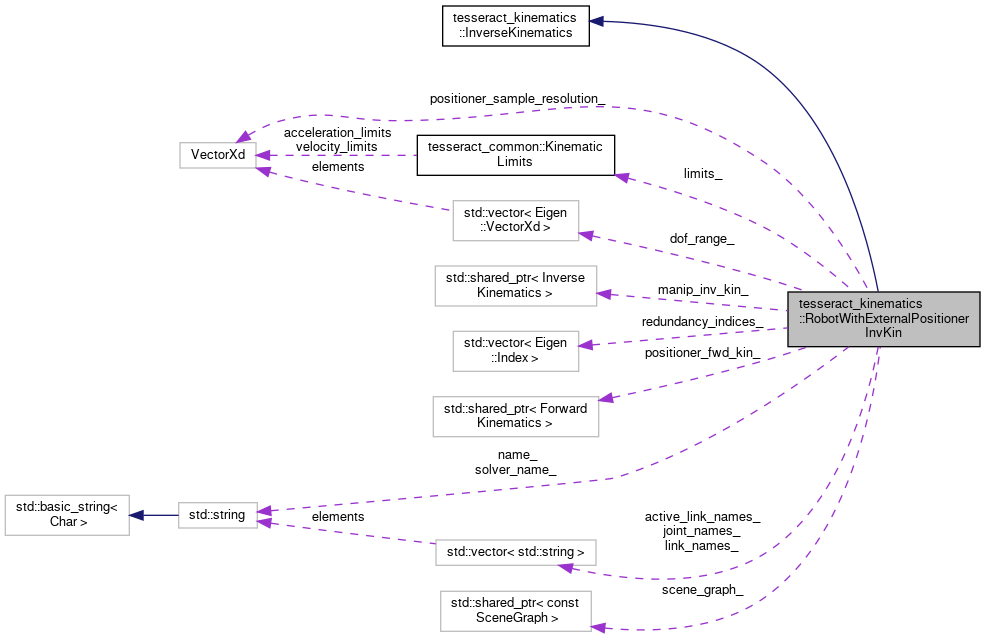 tesseract_kinematics
::InverseKinematics
positioner_sample_resolution_
acceleration_limits
velocity_limits
VectorXd
elements
tesseract_common::Kinematic
Limits
limits_
std::vector< Eigen
::VectorXd >
dof_range_
std::shared_ptr< Inverse
Kinematics >
manip_inv_kin_
tesseract_kinematics
::RobotWithExternalPositioner
InvKin
std::vector< Eigen
::Index >
redundancy_indices_
positioner_fwd_kin_
std::shared_ptr< Forward
Kinematics >
name_
solver_name_
std::basic_string<
Char >
std::string
elements
std::vector< std::string >
active_link_names_
joint_names_
link_names_
scene_graph_
std::shared_ptr< const
SceneGraph >